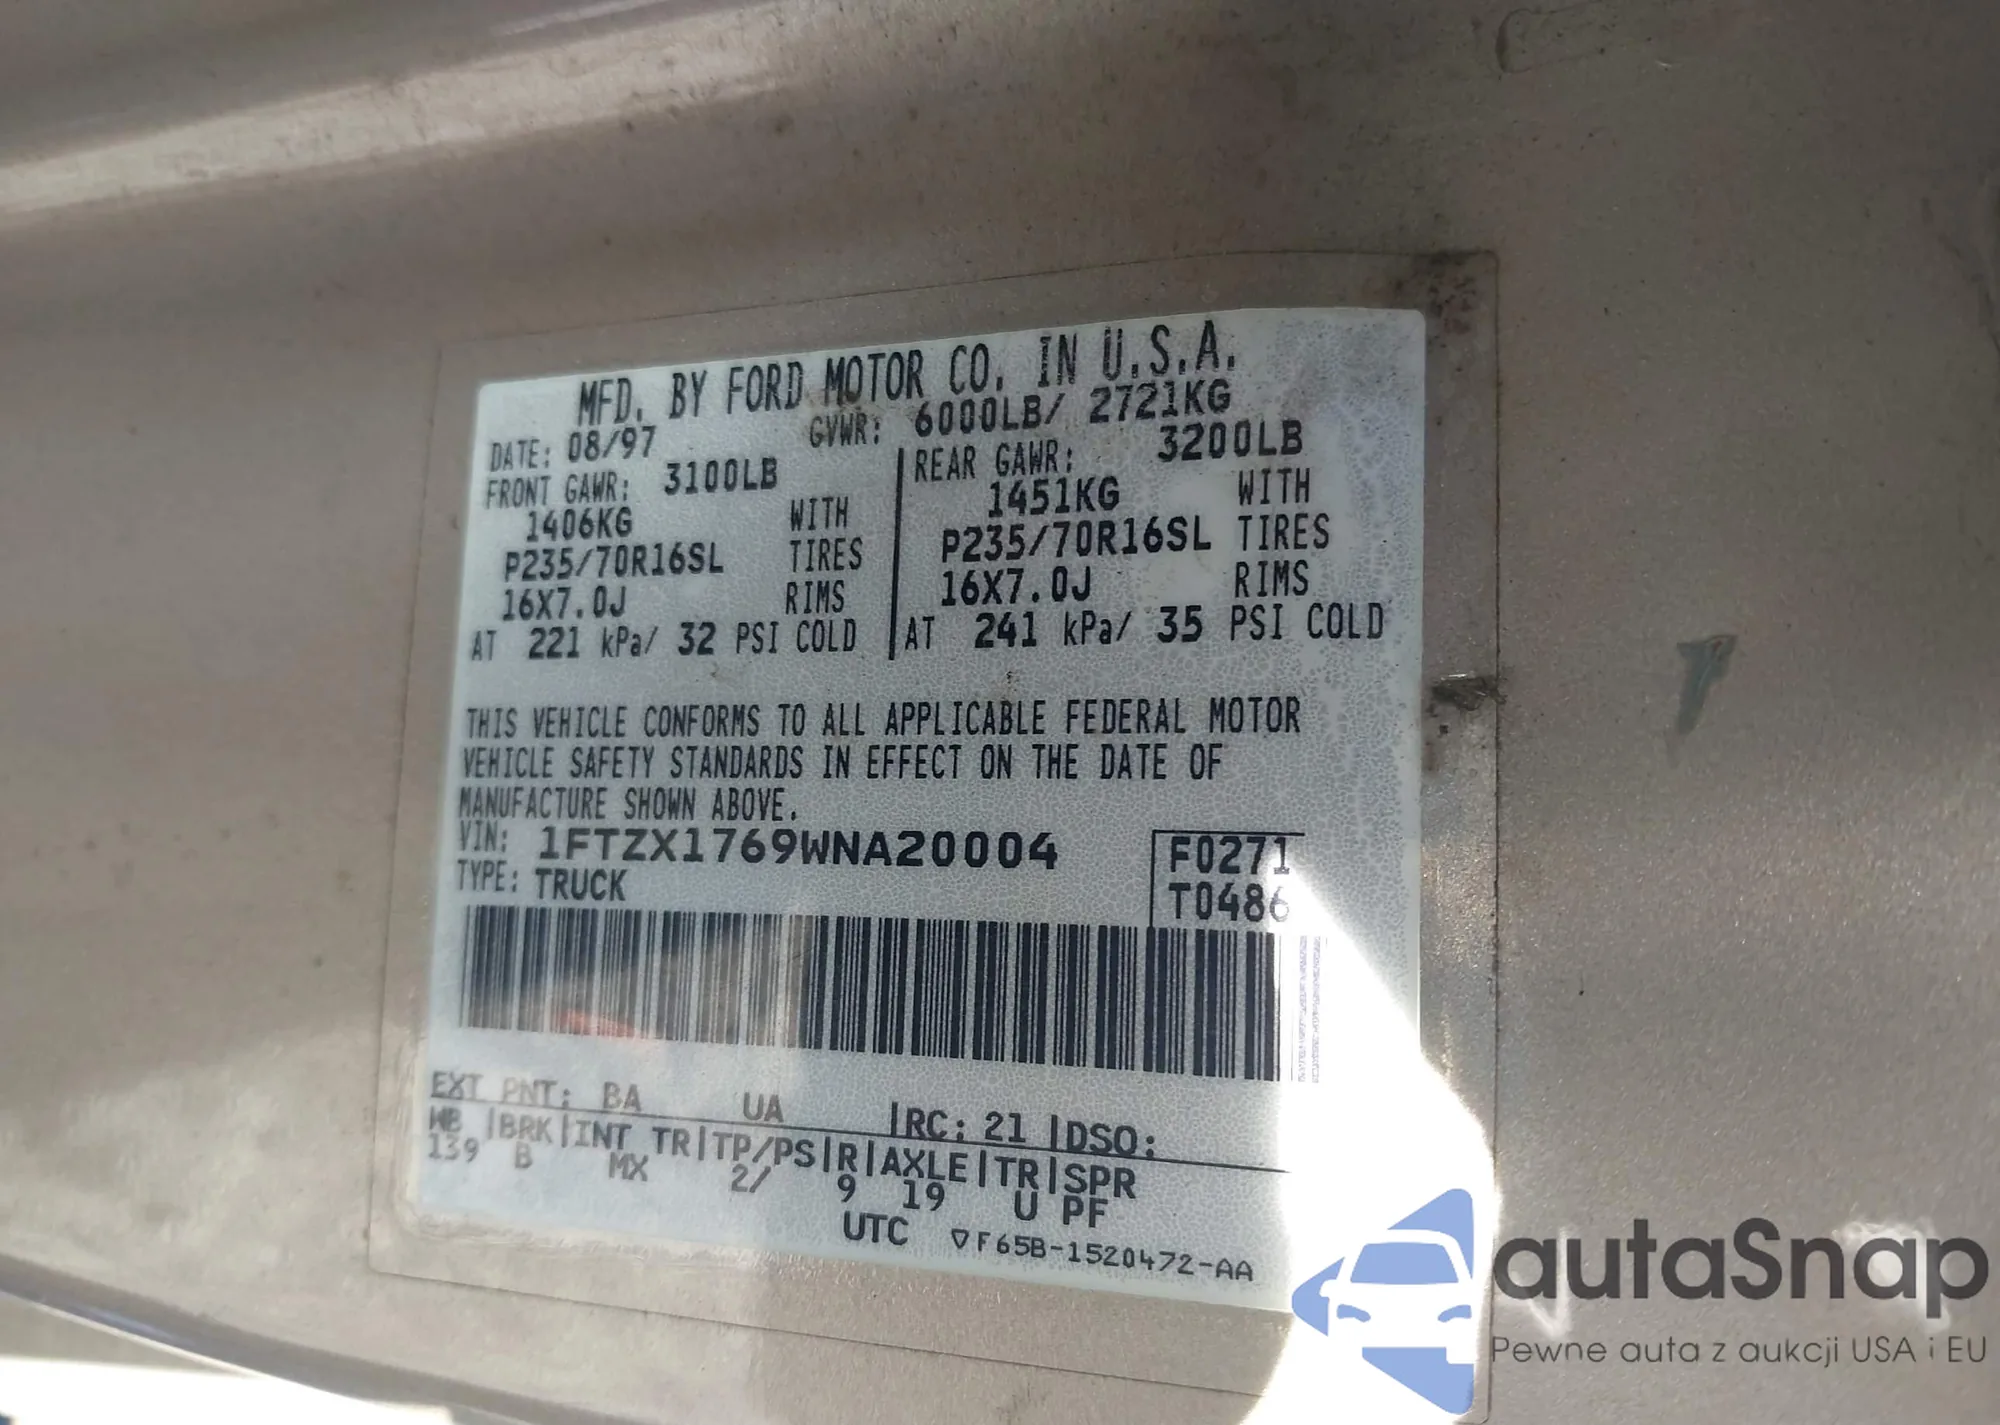 MFD. BY FORD MOTOR CO. IN U.S.A.
DATE: 08/97 GVWR: 6000LB/ 2721KG
FRONT GAWR: 3100LB REAR GAWR: 3200LB
1406KG WITH 1451KG WITH
P235/70R16SL TIRES P235/70R16SL TIRES
16X7.0J RIMS 16X7.0J RIMS
AT 221 kPa/ 32 PSI COLD AT 241 kPa/ 35 PSI COLD
THIS VEHICLE CONFORMS TO ALL APPLICABLE FEDERAL MOTOR
VEHICLE SAFETY STANDARDS IN EFFECT ON THE DATE OF
MANUFACTURE SHOWN ABOVE.
VIN: 1FTZX1769WNA20004 F0271
TYPE: TRUCK T0486
EXT PNT: BA UA |RC: 21 |DSO:
WB |BRK|INT TR|TP/PS|R|AXLE|TR|SPR
139 B MX 2/ 9 19 U PF
UTC ▽F65B-1520472-AA
autaSnap
Pewne auta z aukcji USA i EU